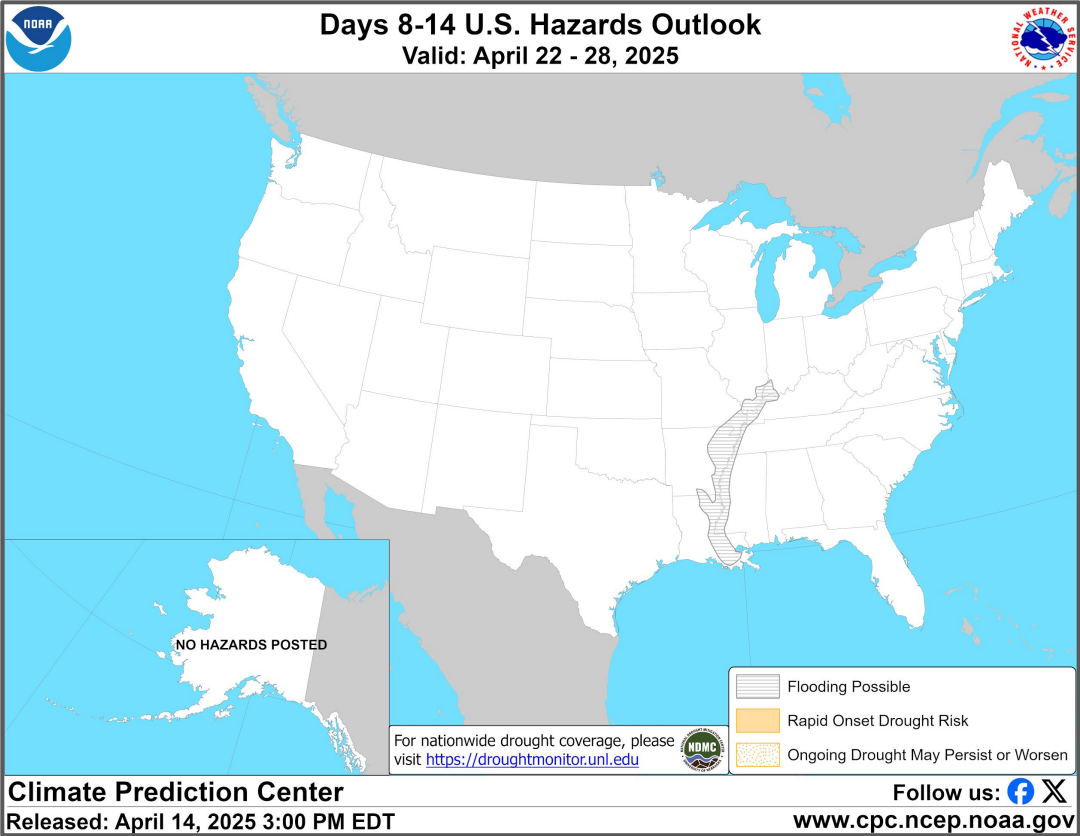 NOAA
Days 8-14 U.S. Hazards Outlook
Valid: April 22 - 28, 2025
NATIONAL WEATHER SERVICE
NO HAZARDS POSTED
Flooding Possible
Rapid Onset Drought Risk
Ongoing Drought May Persist or Worsen
For nationwide drought coverage, please
visit https://droughtmonitor.unl.edu
NDMC
Climate Prediction Center
Follow us:
Released: April 14, 2025 3:00 PM EDT
www.cpc.ncep.noaa.gov